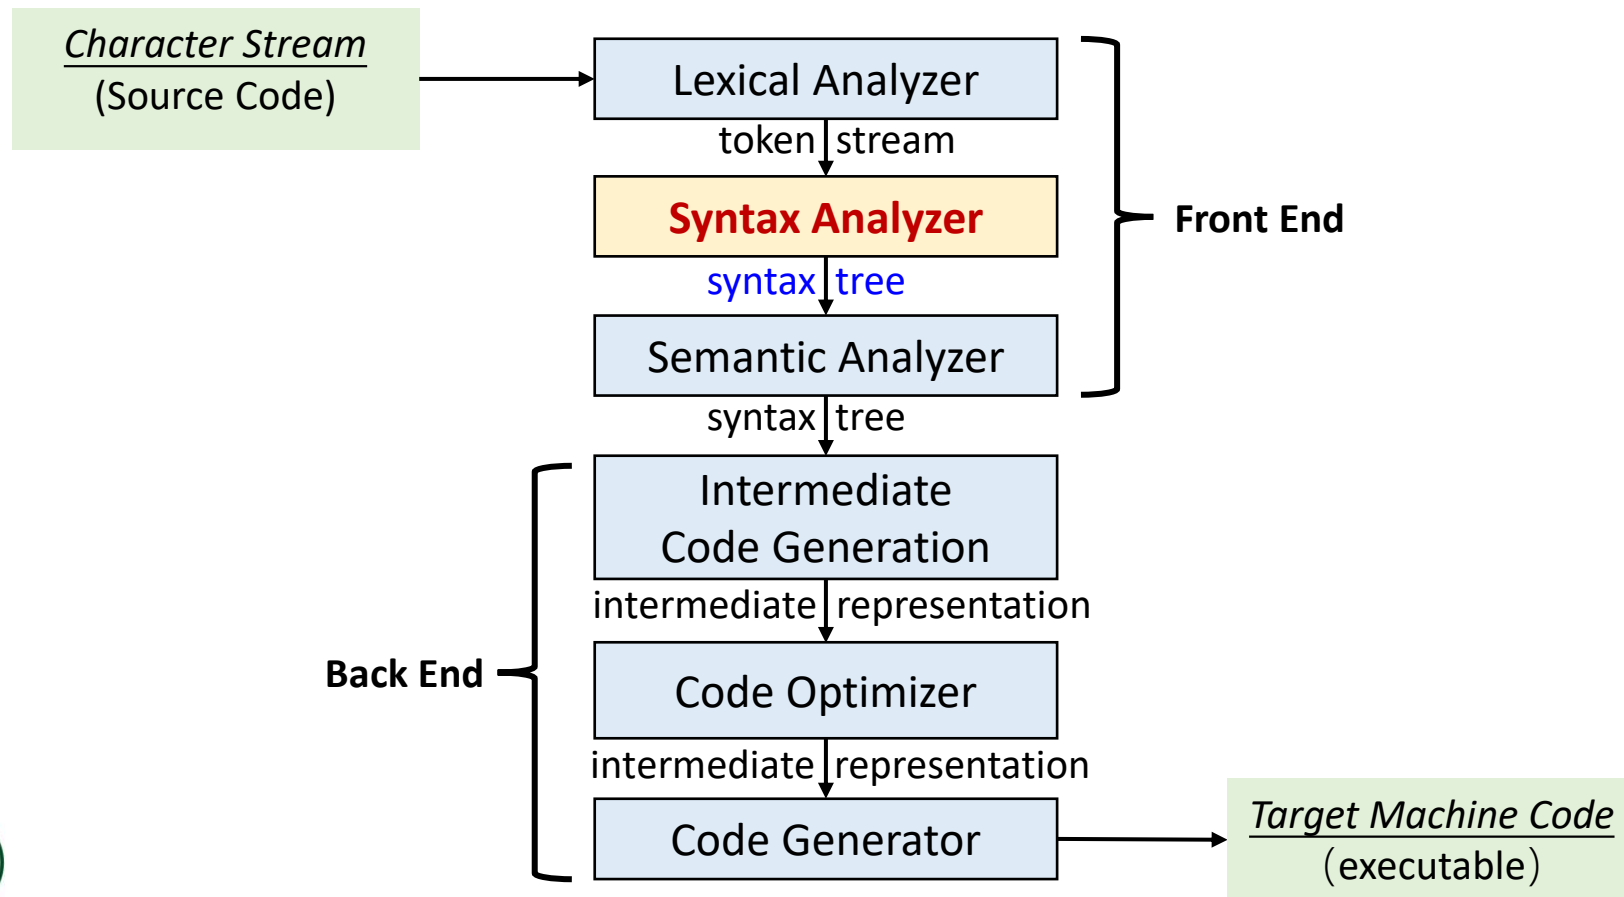 Character Stream
(Source Code)
Lexical Analyzer
token stream
Syntax Analyzer
Front End
syntax tree
Semantic Analyzer
syntax tree
Intermediate
Code Generation
intermediate representation
Back End
Code Optimizer
intermediate representation
Code Generator
Target Machine Code
（executable）